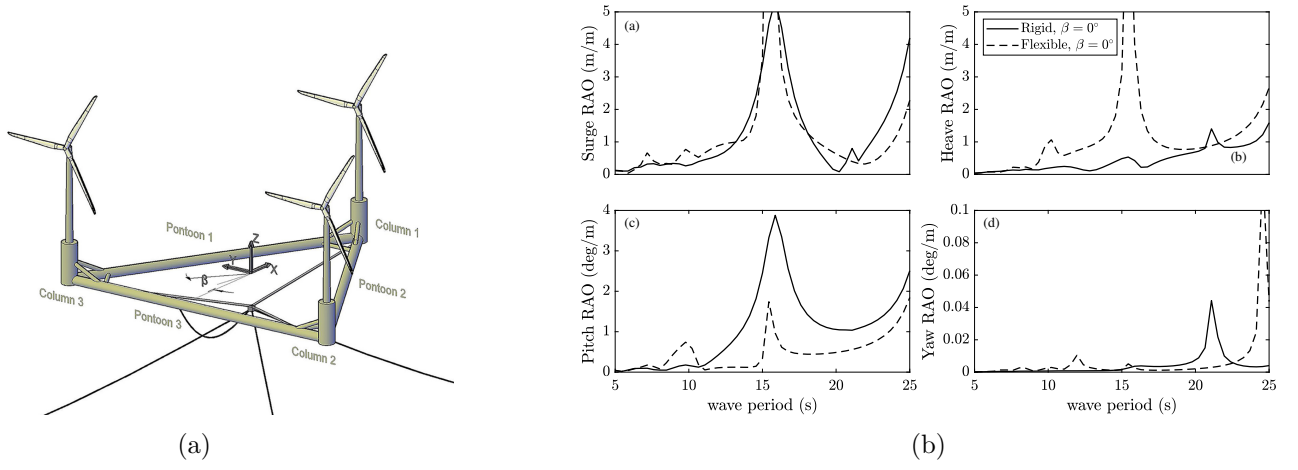 Pontoon 1
Column 1
Z
Y
X
β
Pontoon 2
Column 3
Pontoon 3
Column 2
(a)
(a)
Surge RAO (m/m)
5
4
3
2
1
0
Rigid, β = 0°
Flexible, β = 0°
(b)
Heave RAO (m/m)
5
4
3
2
1
0
(c)
Pitch RAO (deg/m)
4
3
2
1
0
5 10 15 20 25
wave period (s)
(d)
Yaw RAO (deg/m)
0.1
0.08
0.06
0.04
0.02
0
5 10 15 20 25
wave period (s)
(b)